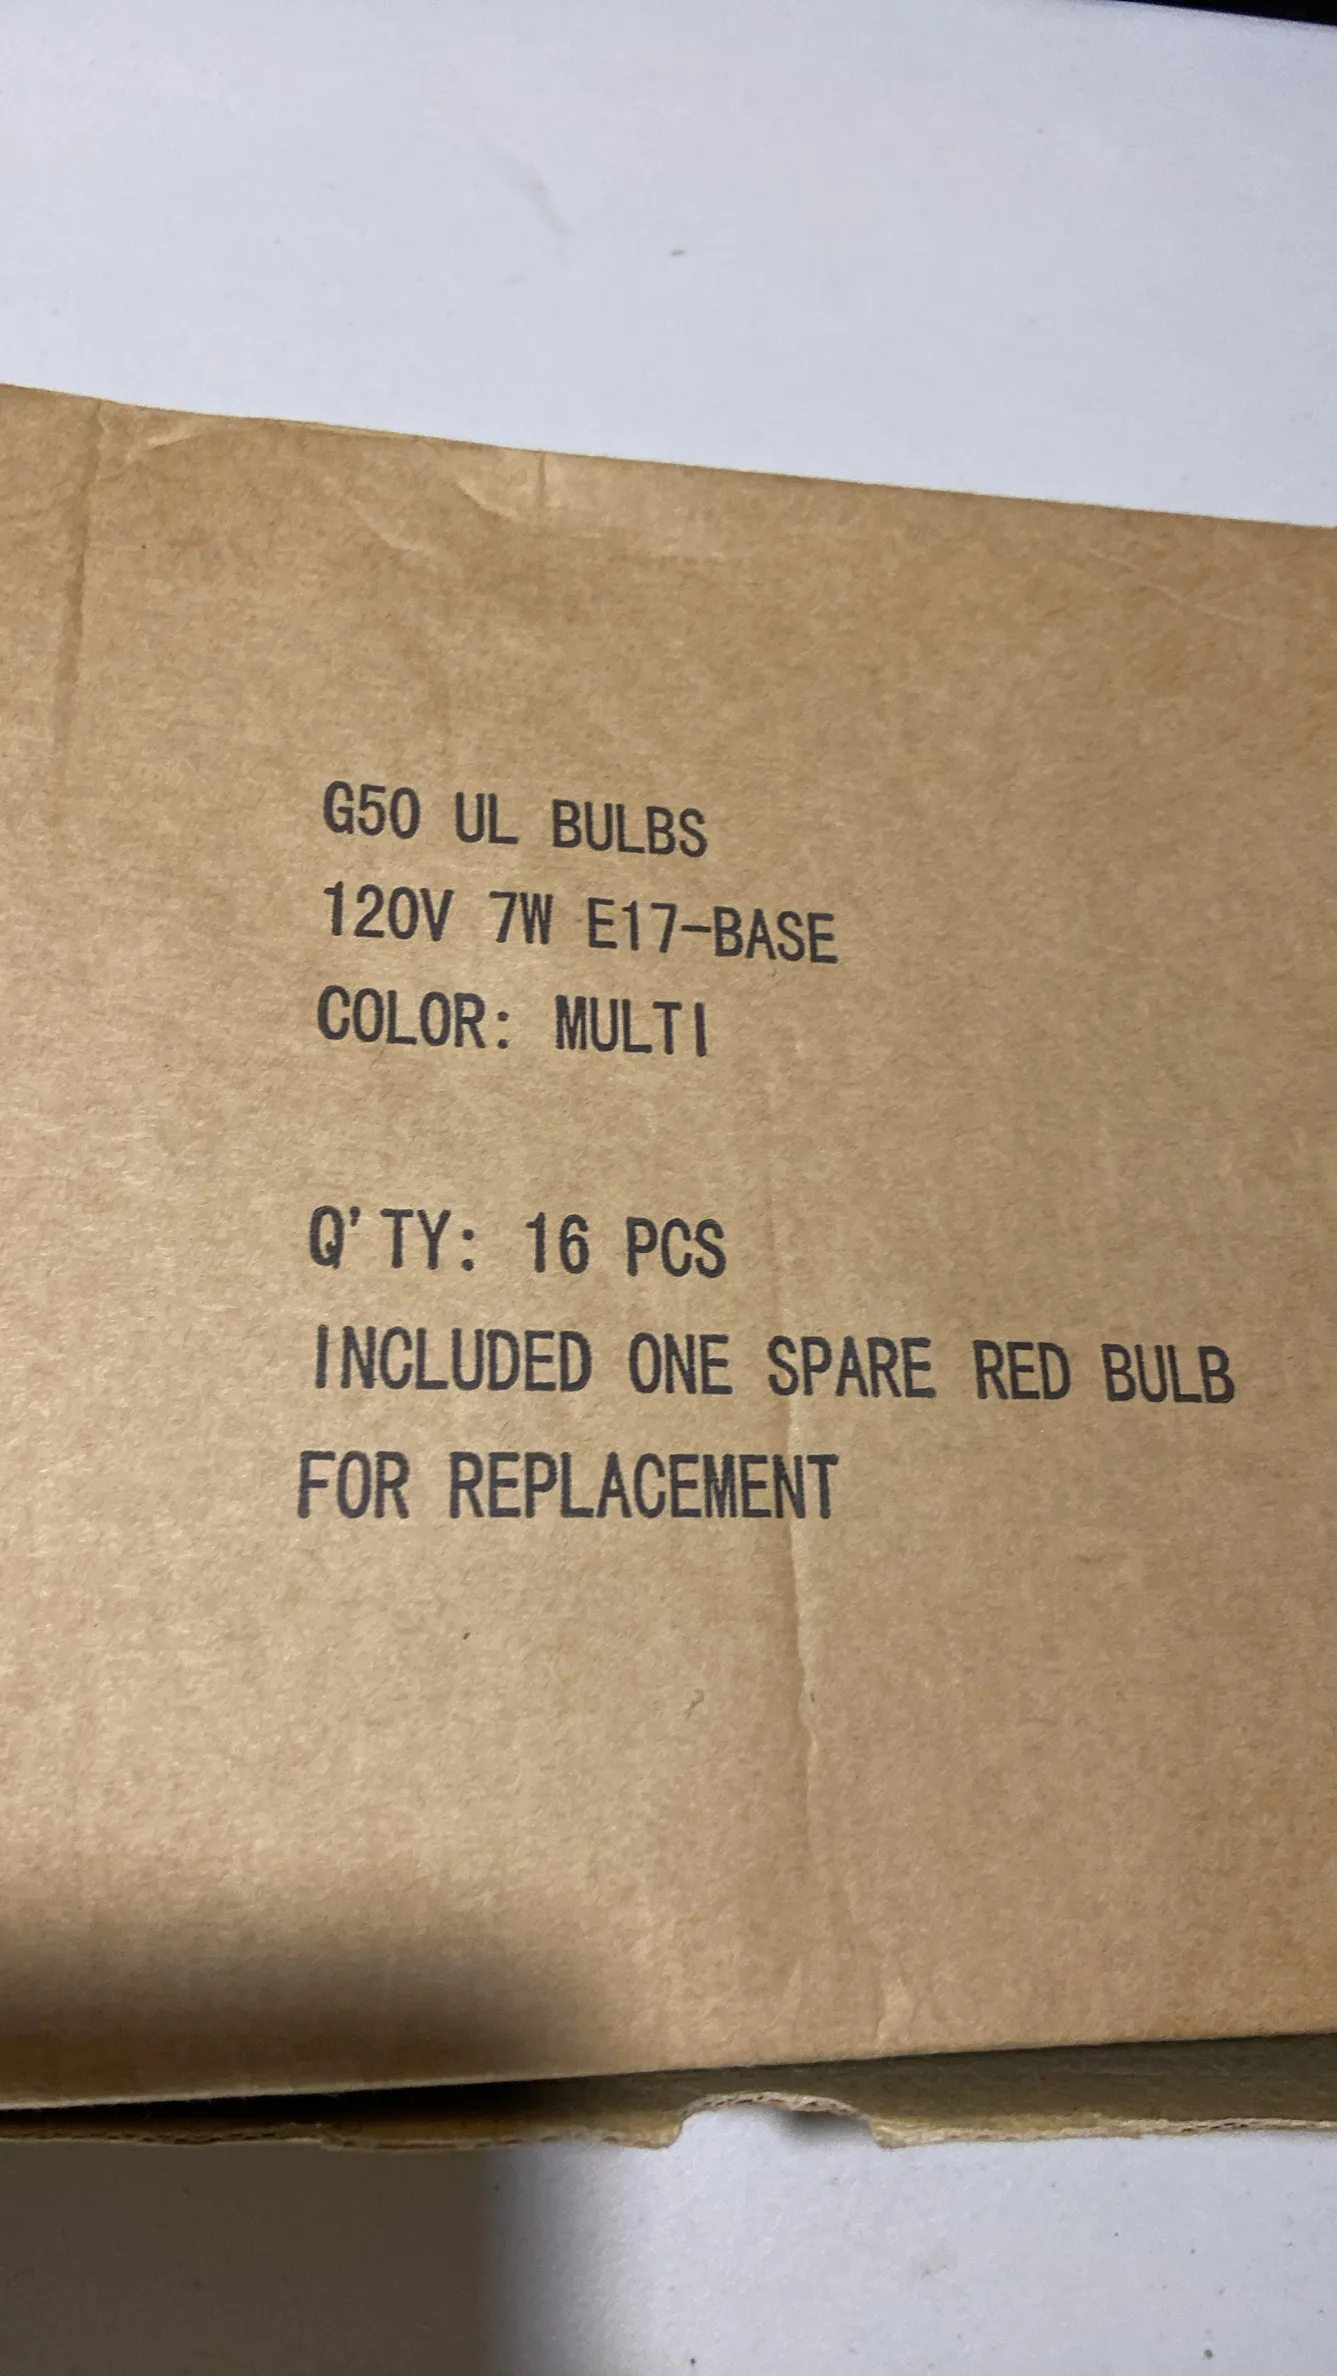 G50 UL BULBS
120V 7W E17-BASE
COLOR: MULTI
Q'TY: 16 PCS
INCLUDED ONE SPARE RED BULB
FOR REPLACEMENT